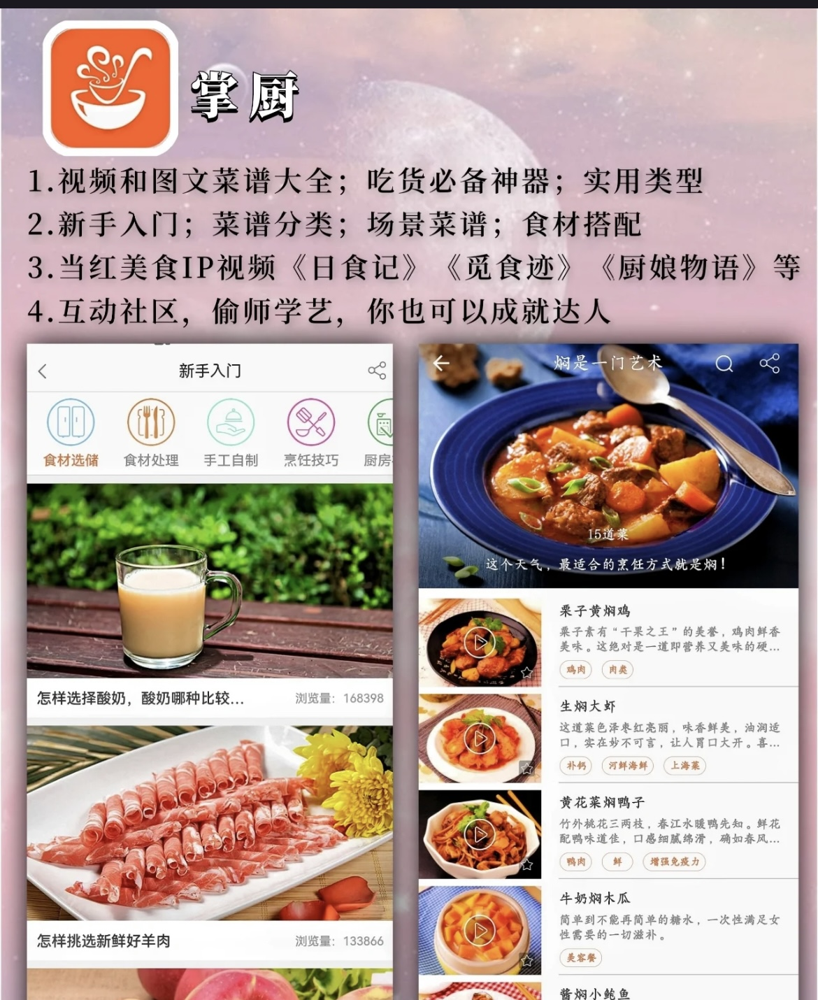 掌厨
1.视频和图文菜谱大全；吃货必备神器；实用类型
2.新手入门；菜谱分类；场景菜谱；食材搭配
3.当红美食IP视频《日食记》《觅食迹》《厨娘物语》等
4.互动社区，偷师学艺，你也可以成就达人
新手入门
食材选储
食材处理
手工自制
烹饪技巧
厨房
怎样选择酸奶，酸奶哪种比较...
浏览量：168398
怎样挑选新鲜好羊肉
浏览量：133866
焖是一门艺术
15道菜
这个天气，最适合的烹饪方式就是焖！
栗子黄焖鸡
栗子素有“干果之王”的美誉，鸡肉鲜香
美味。这绝对是一道即营养又美味的硬...
鸡肉 肉类
生焖大虾
这道菜色泽枣红亮丽，味香鲜美，油润适
口，实在妙不可言，让人胃口大开。喜...
补钙 河鲜海鲜 上海菜
黄花菜焖鸭子
竹外桃花三两枝，春江水暖鸭先知。鲜花
配鸭味道佳，口感细腻绵滑，确如春风...
鸭肉 鲜 增强免疫力
牛奶焖木瓜
简单到不能再简单的糖水，一次性满足女
性需要的一切滋补。
美容餐
酱焖小鲍鱼